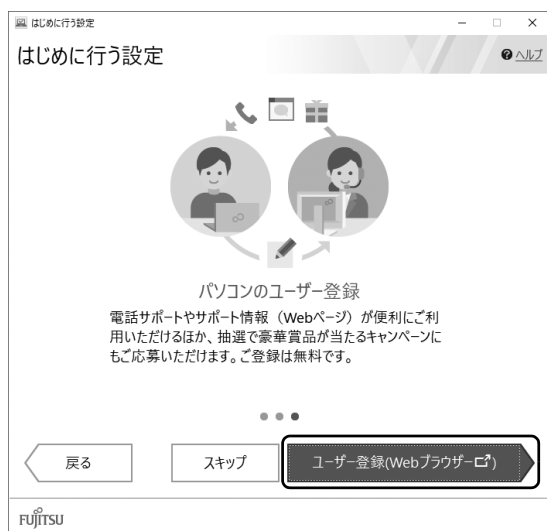 はじめに行う設定
はじめに行う設定
ヘルプ
パソコンのユーザー登録
電話サポートやサポート情報（Webページ）が便利にご利
用いただけるほか、抽選で豪華賞品が当たるキャンペーンに
もご応募いただけます。ご登録は無料です。
戻る
スキップ
ユーザー登録(Webブラウザー)
FUJITSU